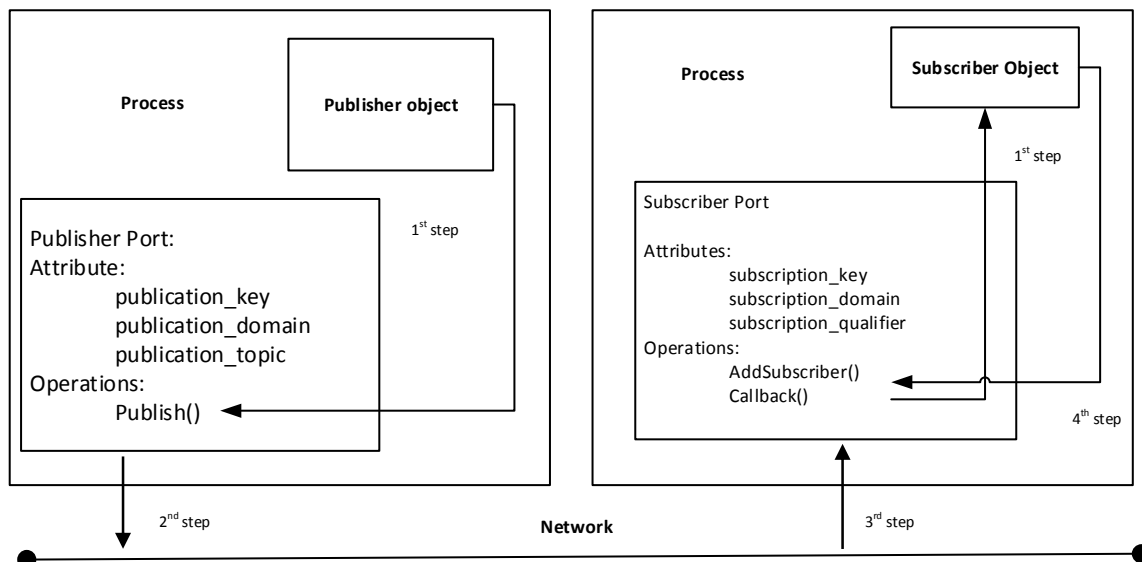 Process
Publisher object
1st step
Publisher Port:
Attribute:
publication_key
publication_domain
publication_topic
Operations:
Publish()
2nd step
Process
Subscriber Object
1st step
Subscriber Port
Attributes:
subscription_key
subscription_domain
subscription_qualifier
Operations:
AddSubscriber()
Callback()
4th step
3rd step
Network